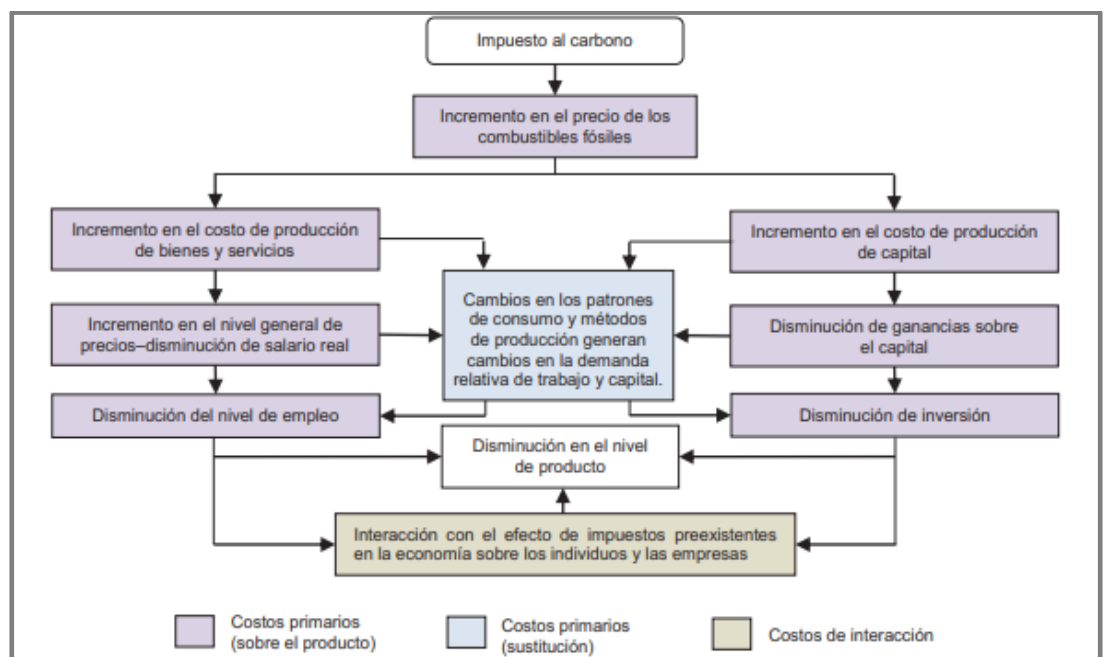 Impuesto al carbono
Incremento en el precio de los
combustibles fósiles
Incremento en el costo de producción
de bienes y servicios
Incremento en el costo de producción
de capital
Cambios en los patrones
de consumo y métodos
de producción generan
cambios en la demanda
relativa de trabajo y capital.
Incremento en el nivel general de
precios–disminución de salario real
Disminución de ganancias sobre
el capital
Disminución del nivel de empleo
Disminución de inversión
Disminución en el nivel
de producto
Interacción con el efecto de impuestos preexistentes
en la economía sobre los individuos y las empresas
Costos primarios
(sobre el producto)
Costos primarios
(sustitución)
Costos de interacción